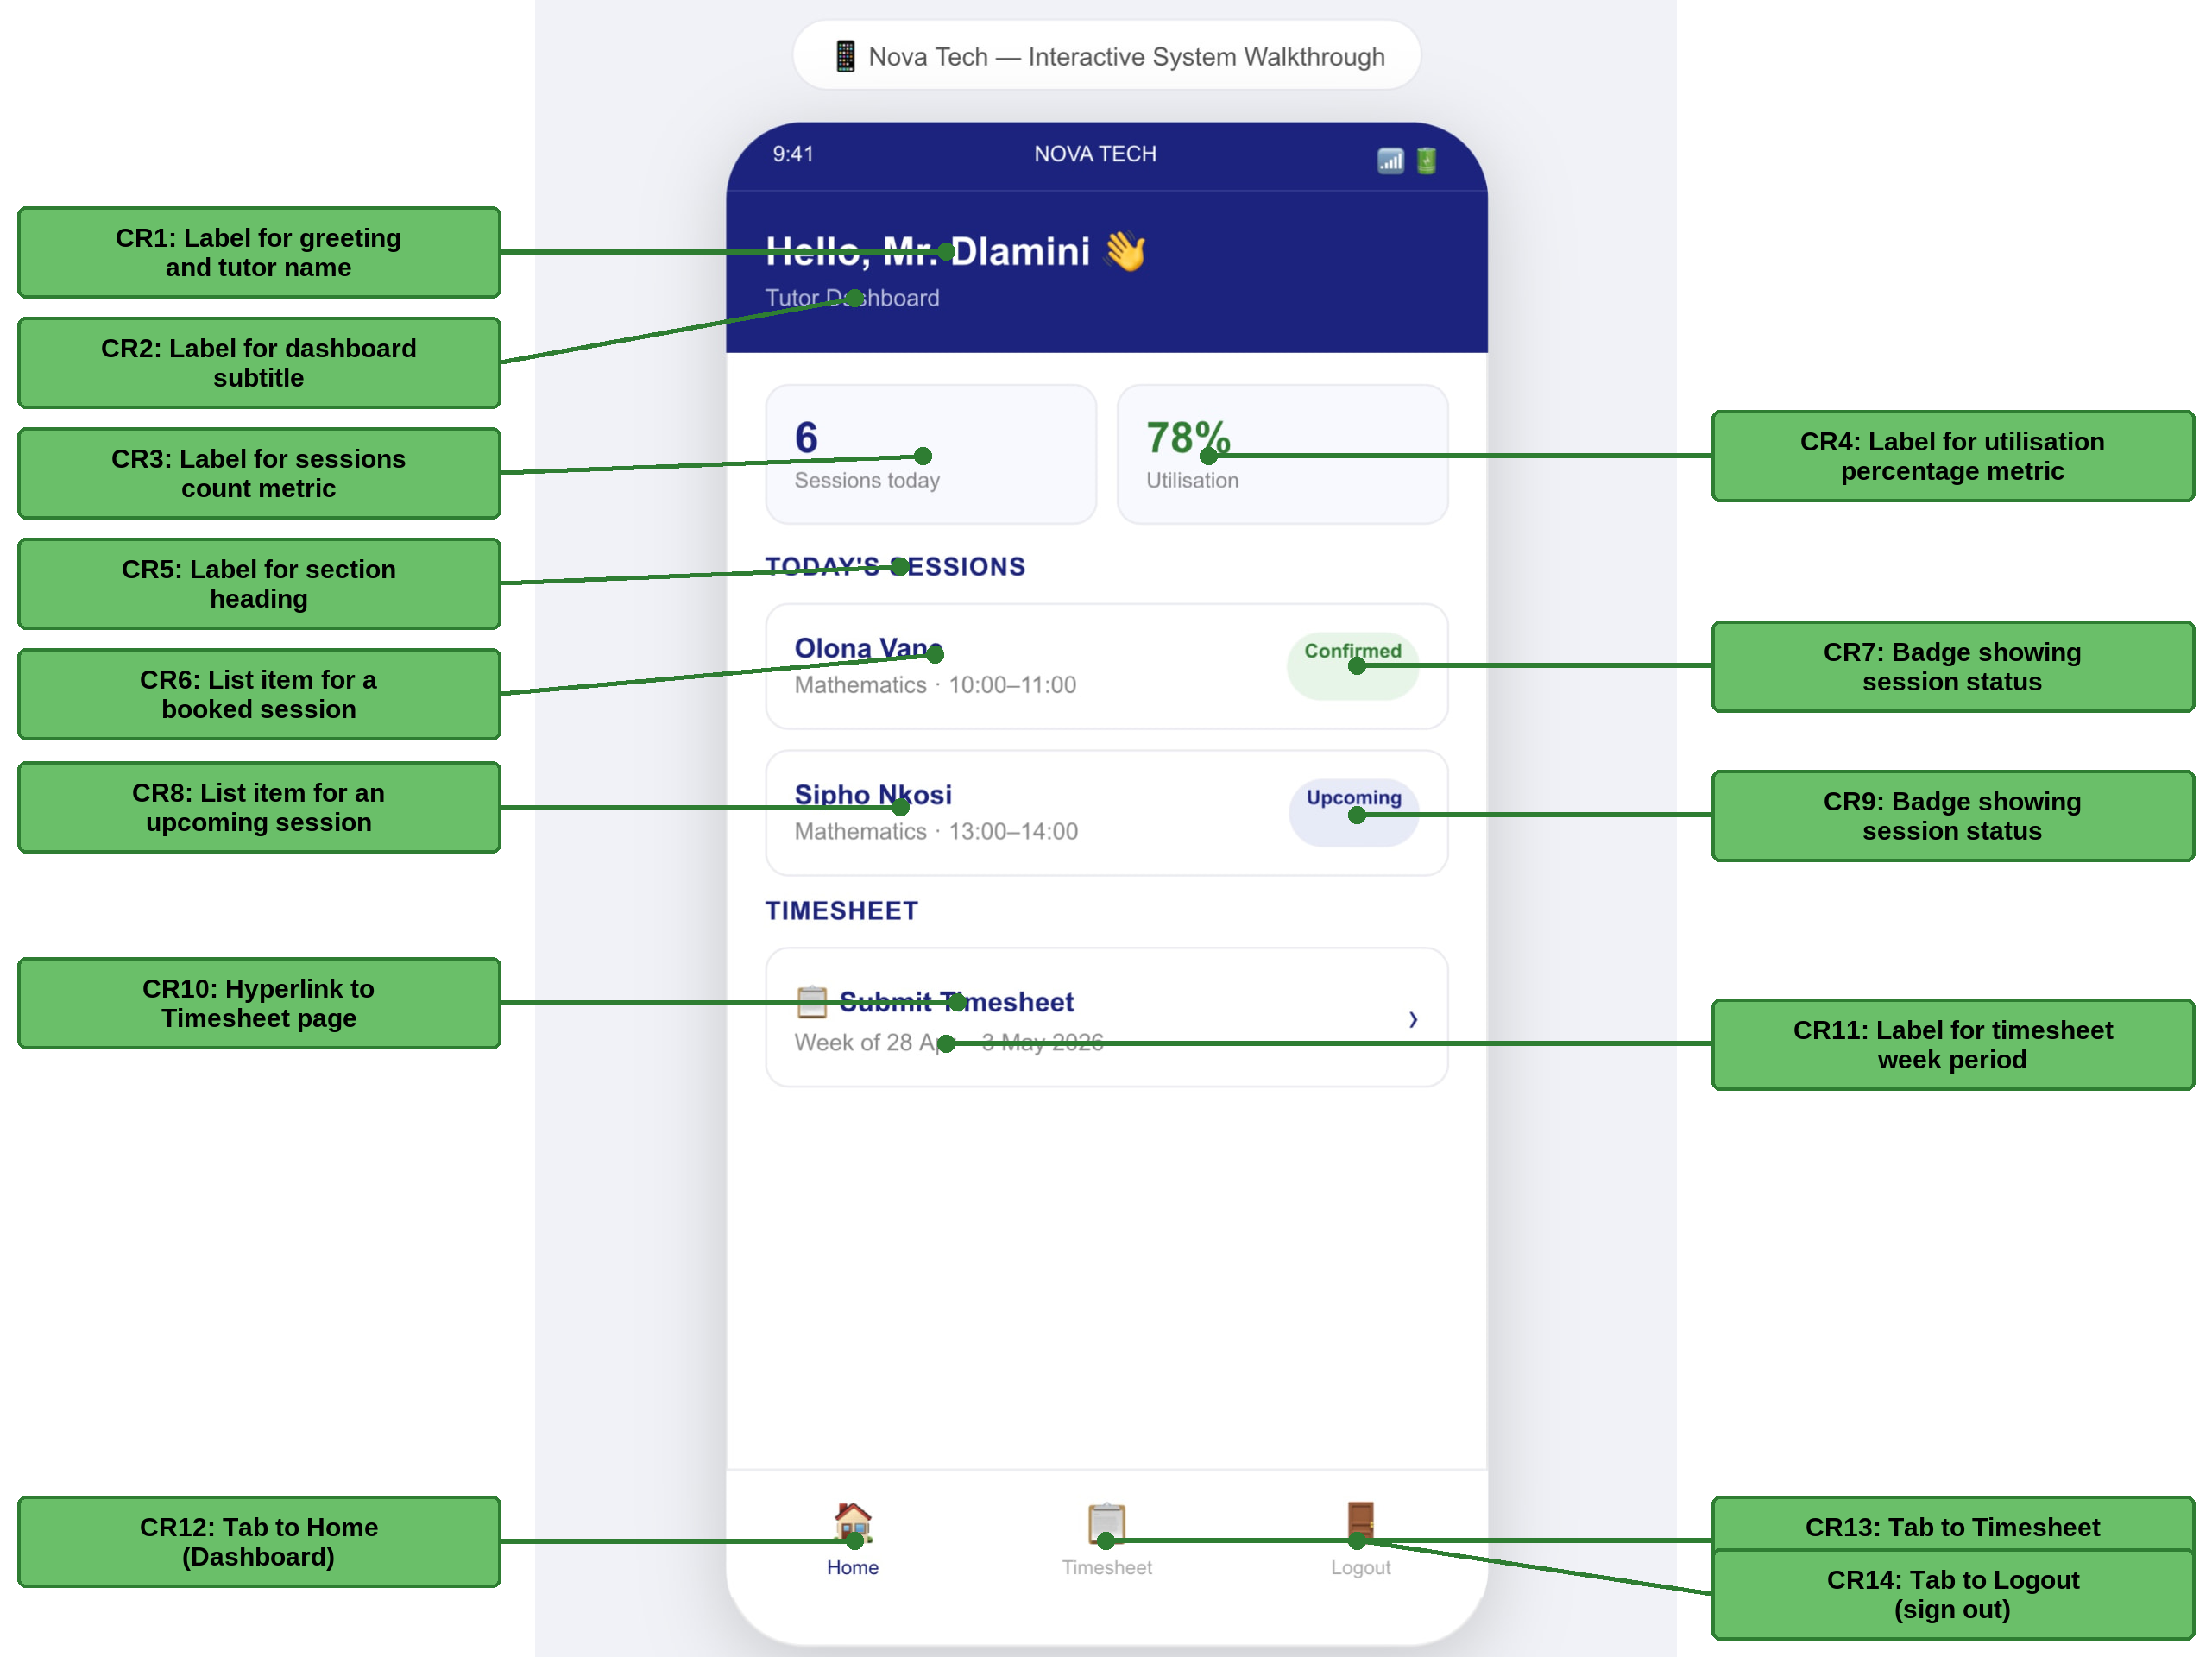 Nova Tech — Interactive System Walkthrough
9:41
NOVA TECH
CR1: Label for greeting
and tutor name
Hello, Mr. Dlamini
Tutor Dashboard
CR2: Label for dashboard
subtitle
CR3: Label for sessions
count metric
6
Sessions today
78%
Utilisation
CR4: Label for utilisation
percentage metric
CR5: Label for section
heading
TODAY'S SESSIONS
CR6: List item for a
booked session
Olona
Mathematics · 10:00–11:00
Confirmed
CR7: Badge showing
session status
CR8: List item for an
upcoming session
Sipho Nkosi
Mathematics · 13:00–14:00
Upcoming
CR9: Badge showing
session status
TIMESHEET
CR10: Hyperlink to
Timesheet page
Submit Timesheet
Week of 28 3 May 2026
›
CR11: Label for timesheet
week period
CR12: Tab to Home
(Dashboard)
Home
Timesheet
Logout
CR13: Tab to Timesheet
CR14: Tab to Logout
(sign out)